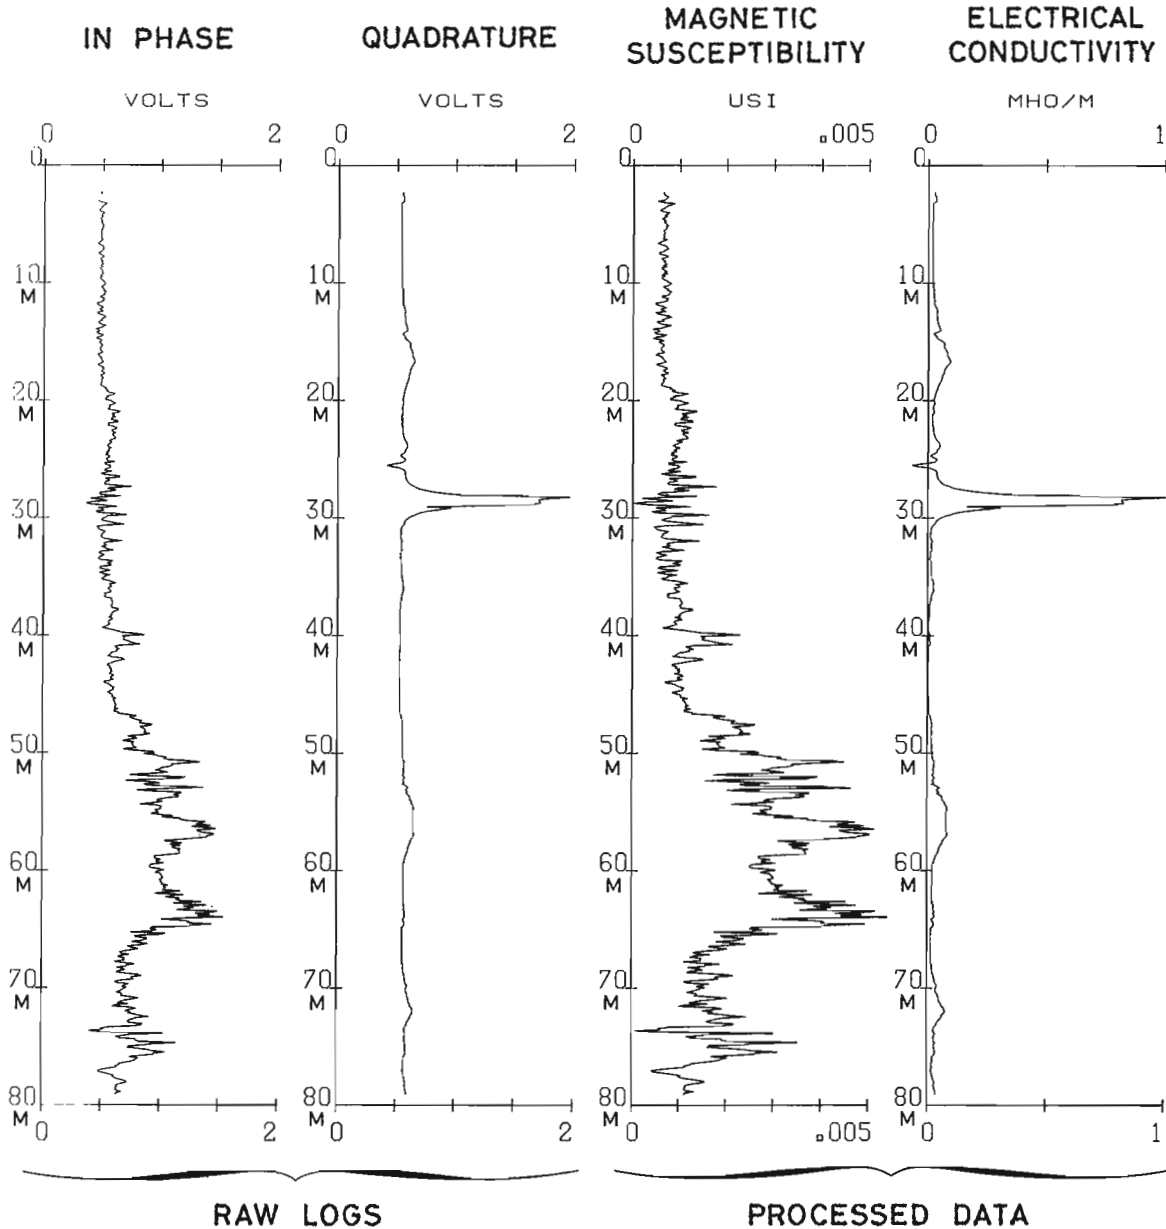 IN PHASE QUADRATURE MAGNETIC SUSCEPTIBILITY ELECTRICAL CONDUCTIVITY
VOLTS VOLTS USI MHO/M
0 2 0 2 0 .005 0 1
0 0 0 0
10 10 10 10
M M M M
20 20 20 20
M M M M
30 30 30 30
M M M M
40 40 40 40
M M M M
50 50 50 50
M M M M
60 60 60 60
M M M M
70 70 70 70
M M M M
80 80 80 80
M M M M
0 2 0 2 0 .005 0 1
RAW LOGS PROCESSED DATA